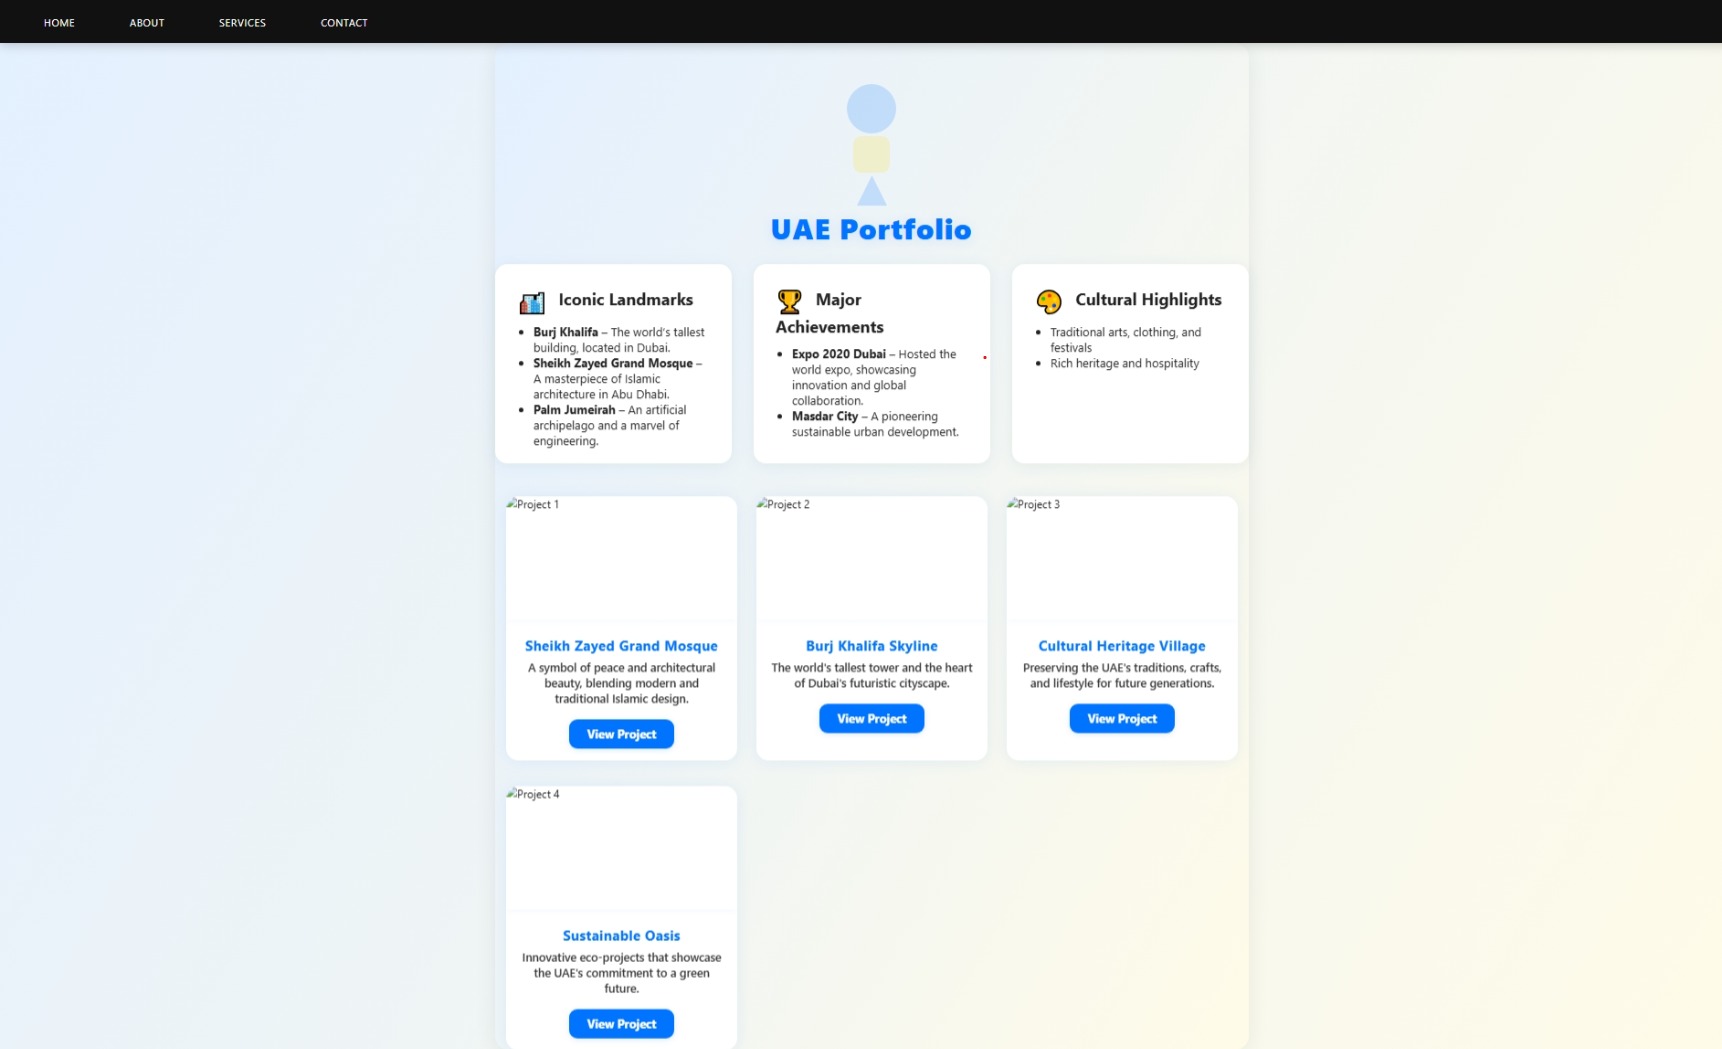 HOME ABOUT SERVICES CONTACT
UAE Portfolio
Iconic Landmarks
Burj Khalifa – The world's tallest
building, located in Dubai.
Sheikh Zayed Grand Mosque –
A masterpiece of Islamic
architecture in Abu Dhabi.
Palm Jumeirah – An artificial
archipelago and a marvel of
engineering.
Major
Achievements
Expo 2020 Dubai – Hosted the
world expo, showcasing
innovation and global
collaboration.
Masdar City – A pioneering
sustainable urban development.
Cultural Highlights
Traditional arts, clothing, and
festivals
Rich heritage and hospitality
Project 1
Sheikh Zayed Grand Mosque
A symbol of peace and architectural
beauty, blending modern and
traditional Islamic design.
View Project
Project 2
Burj Khalifa Skyline
The world's tallest tower and the heart
of Dubai's futuristic cityscape.
View Project
Project 3
Cultural Heritage Village
Preserving the UAE's traditions, crafts,
and lifestyle for future generations.
View Project
Project 4
Sustainable Oasis
Innovative eco-projects that showcase
the UAE's commitment to a green
future.
View Project